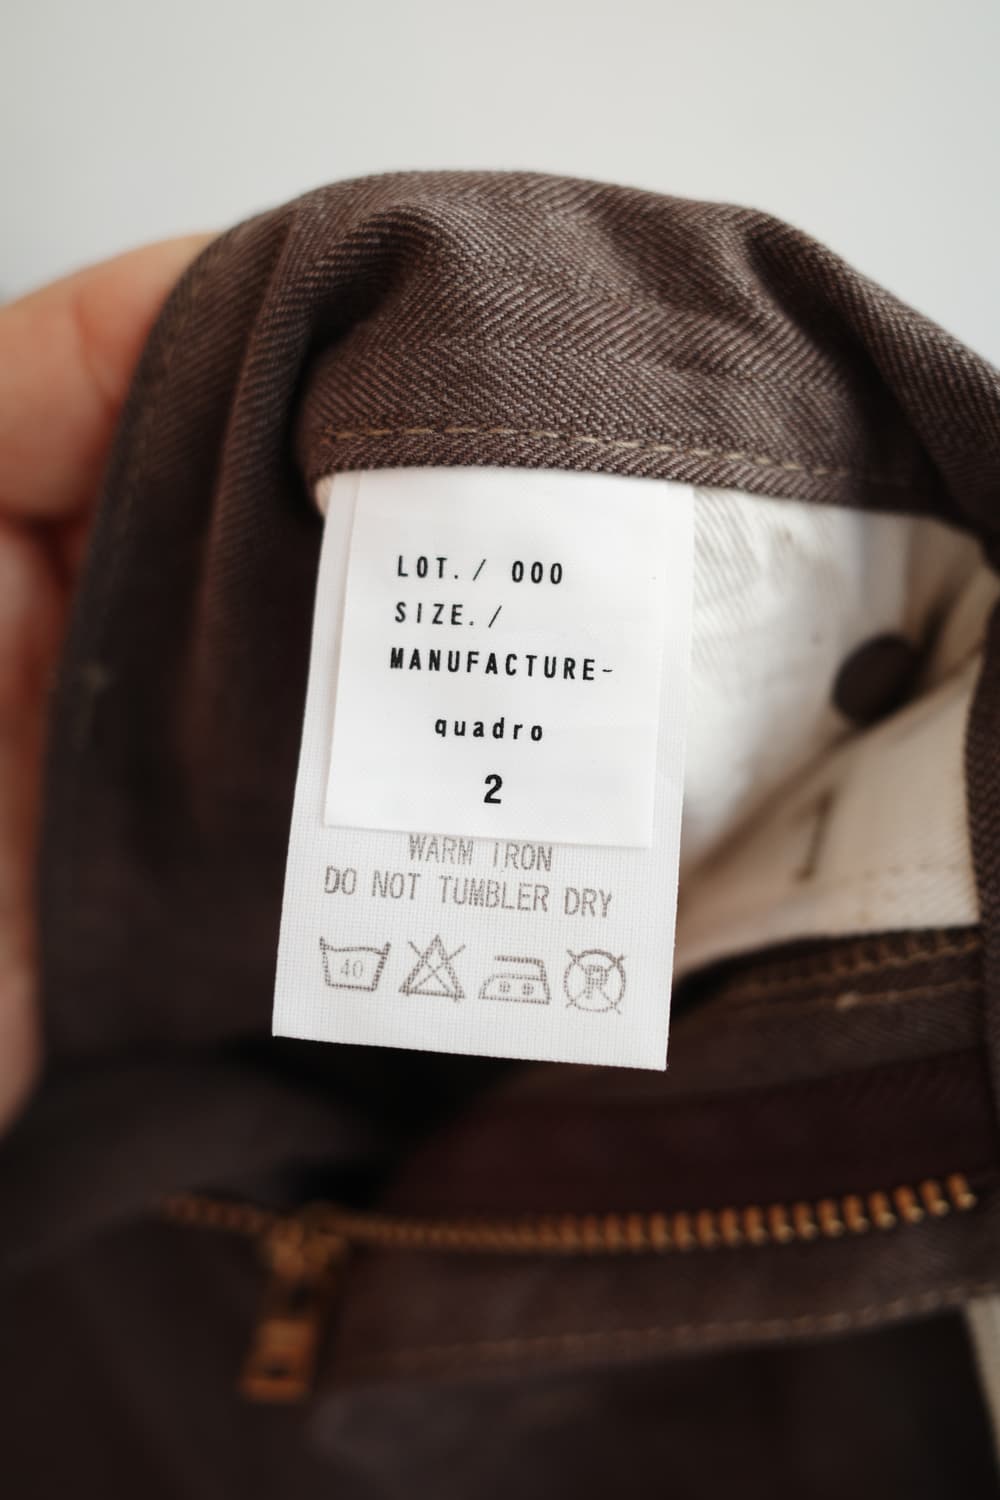 LOT./ 000
SIZE./
MANUFACTURE-
quadro
2
WARM IRON
DO NOT TUMBLER DRY
40
P